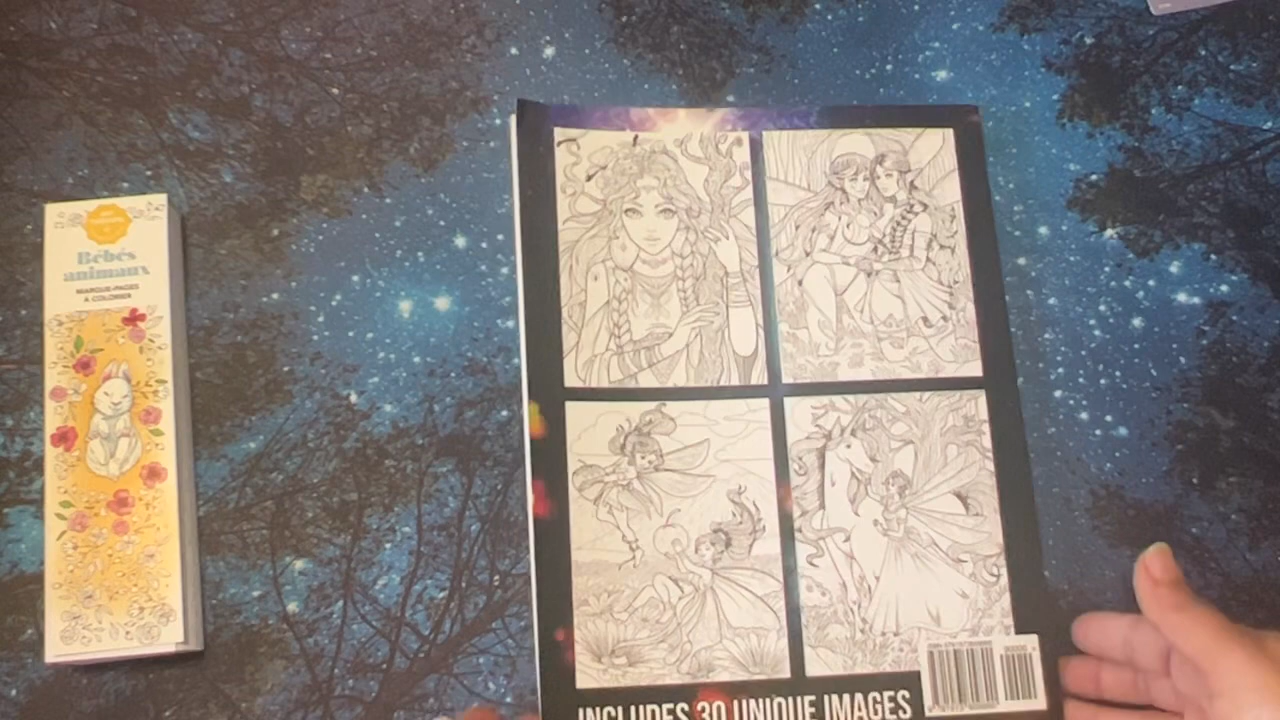 Bébés
animaux
MARQUE-PAGES
À COLORIER
INCLUDES 30 UNIQUE IMAGES